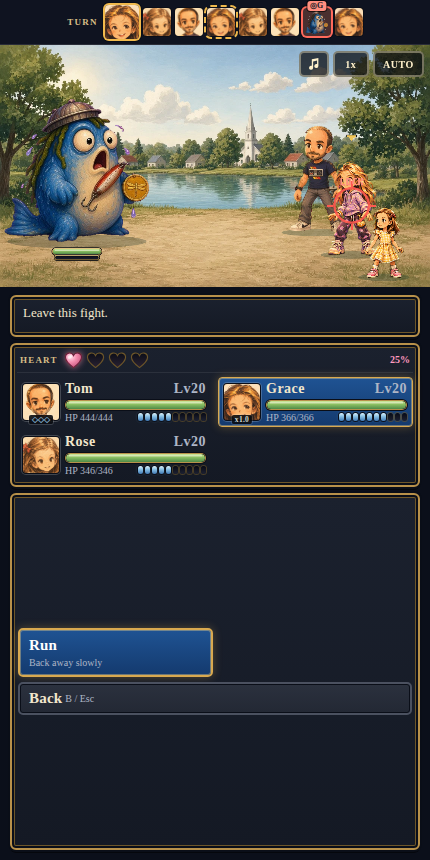 TURN
◎G
1x
AUTO
Leave this fight.
HEART
25%
Tom Lv20
HP 444/444
Grace Lv20
x1.0
HP 366/366
Rose Lv20
HP 346/346
Run
Back away slowly
Back B / Esc